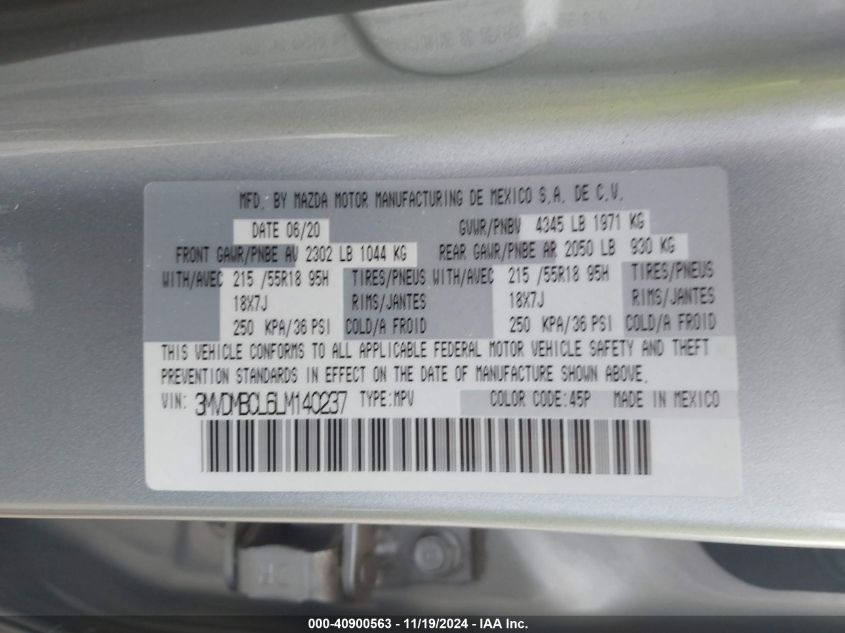 MFD. BY MAZDA MOTOR MANUFACTURING DE MEXICO S.A. DE C.V.
DATE 06/20 GVWR/PNBV 4345 LB 1971 KG
FRONT GAWR/PNBE AV 2302 LB 1044 KG REAR GAWR/PNBE AR 2050 LB 930 KG
WITH/AVEC 215 /55R18 95H TIRES/PNEUS WITH/AVEC 215 /55R18 95H TIRES/PNEUS
18X7J RIMS/JANTES 18X7J RIMS/JANTES
250 KPA/36 PSI COLD/A FROID 250 KPA/36 PSI COLD/A FROID
THIS VEHICLE CONFORMS TO ALL APPLICABLE FEDERAL MOTOR VEHICLE SAFETY AND THEFT
PREVENTION STANDARDS IN EFFECT ON THE DATE OF MANUFACTURE SHOWN ABOVE.
VIN: 3MVDMBCL6LM140237 TYPE:MPV COLOR CODE:45P MADE IN MEXICO
000-40900563 - 11/19/2024 - IAA Inc.